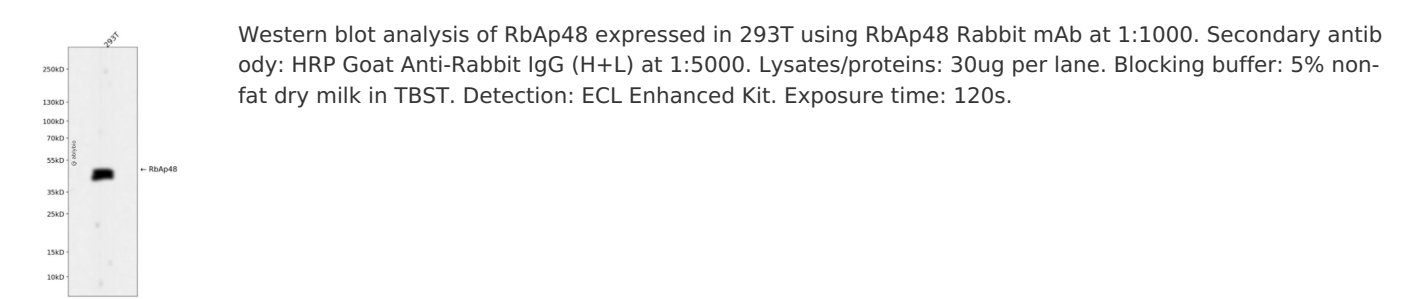 293T
250kD
130kD
100kD
70kD
55kD
35kD
25kD
15kD
10kD
@ ablybio
← RbAp48
Western blot analysis of RbAp48 expressed in 293T using RbAp48 Rabbit mAb at 1:1000. Secondary antib
ody: HRP Goat Anti-Rabbit IgG (H+L) at 1:5000. Lysates/proteins: 30ug per lane. Blocking buffer: 5% non-
fat dry milk in TBST. Detection: ECL Enhanced Kit. Exposure time: 120s.